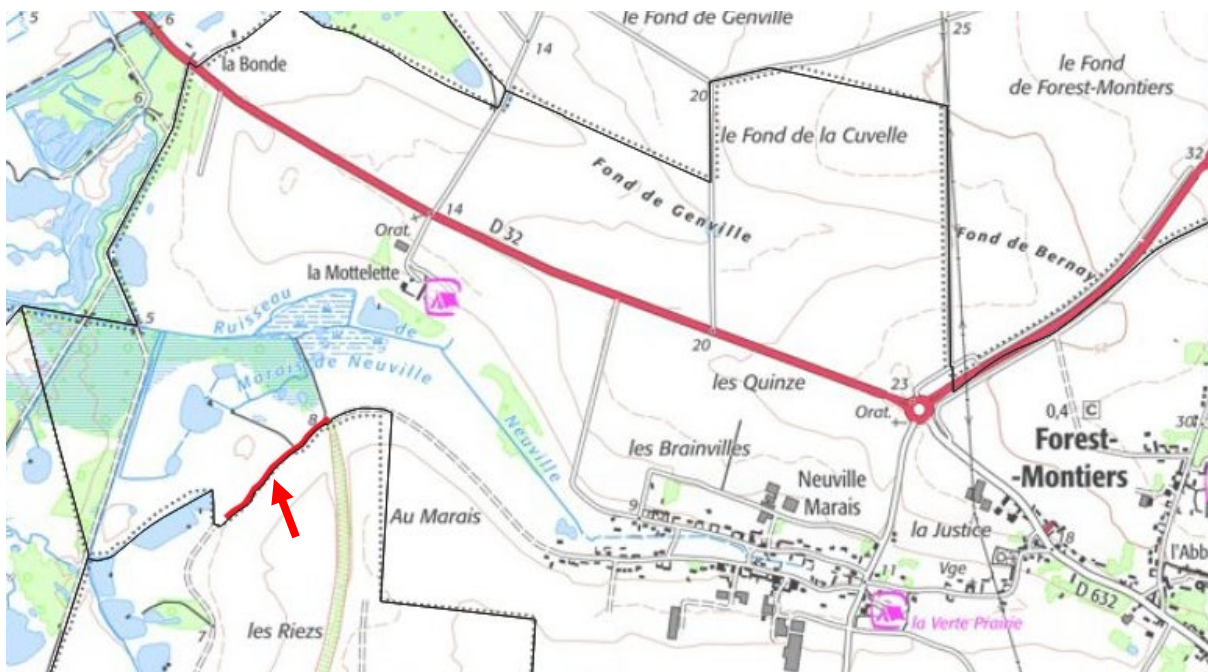 6
6
la Bonde
6
14
le Fond de Genville
25
20
le Fond
de Forest-Montiers
le Fond de la Cuvelle
32
Fond de Genville
14
Orat.
D 32
la Mottelette
Fond de Bernay
5
Ruisseau
de
Marais de Neuville
Neuville
20
les Quinze
23
Orat.
0,4 C
30
Forest-
-Montiers
8
les Brainvilles
Neuville
Marais
9
Au Marais
la Justice
18
l'Abb
Vge
11
D 632
les Riezs
7
la Verte Prairie